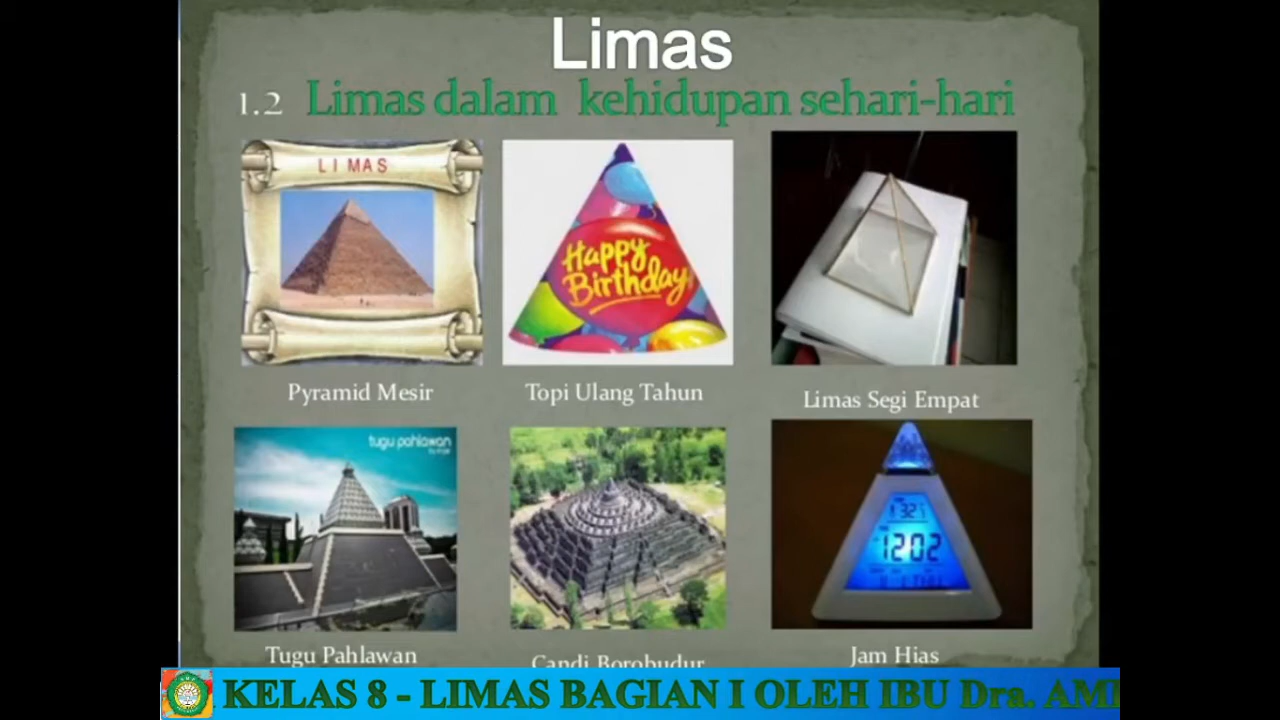 Limas
1.2 Limas dalam kehidupan sehari-hari
LIMAS
Happy
Birthday
Pyramid Mesir
Topi Ulang Tahun
Limas Segi Empat
tugu pahlawan
1202
Tugu Pahlawan
Candi Borobudur
Jam Hias
KELAS 8 - LIMAS BAGIAN I OLEH IBU Dra. AMI